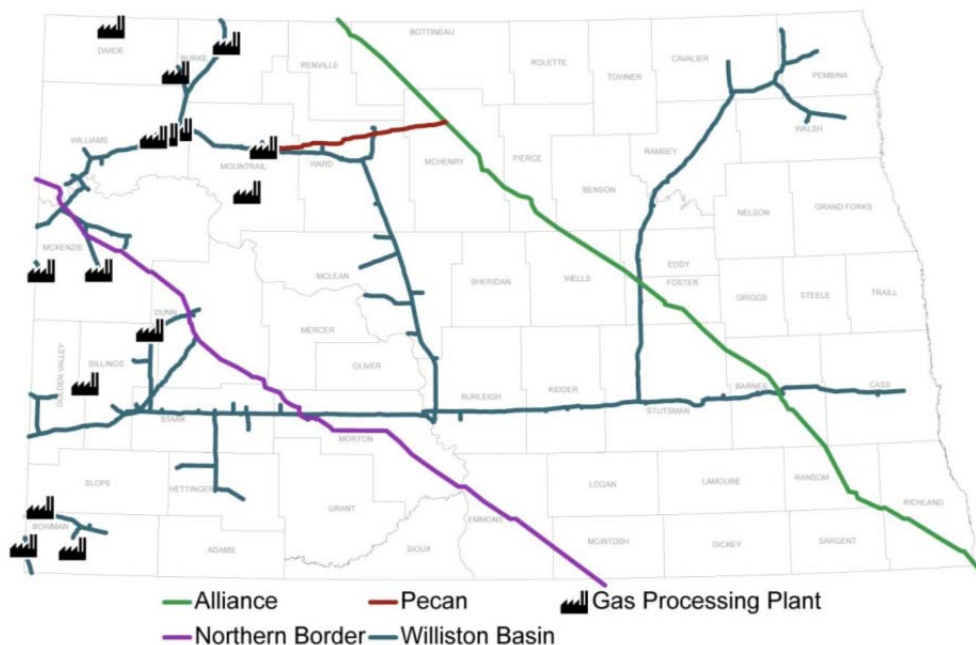 BOTTINEAU
DIVIDE
BURKE
RENVILLE
ROLETTE
TOWNER
CAVALIER
PEMBINA
WILLIAMS
MOUNTRAIL
WARD
MCHENRY
PIERCE
RAMSEY
WALSH
BENSON
NELSON
GRAND FORKS
MCKENZIE
MCLEAN
SHERIDAN
WELLS
EDDY
FOSTER
GRIGGS
STEELE
TRAILL
DUNN
MERCER
OLIVER
GOLDEN VALLEY
BILLINGS
BURLEIGH
KIDDER
STUTSMAN
BARNES
CASS
STARK
MORTON
SLOPE
HETTINGER
GRANT
LOGAN
LAMOURE
RANSOM
RICHLAND
BOWMAN
ADAMS
SIOUX
EMMONS
MCINTOSH
DICKEY
SARGENT
Alliance Pecan Gas Processing Plant
Northern Border Williston Basin